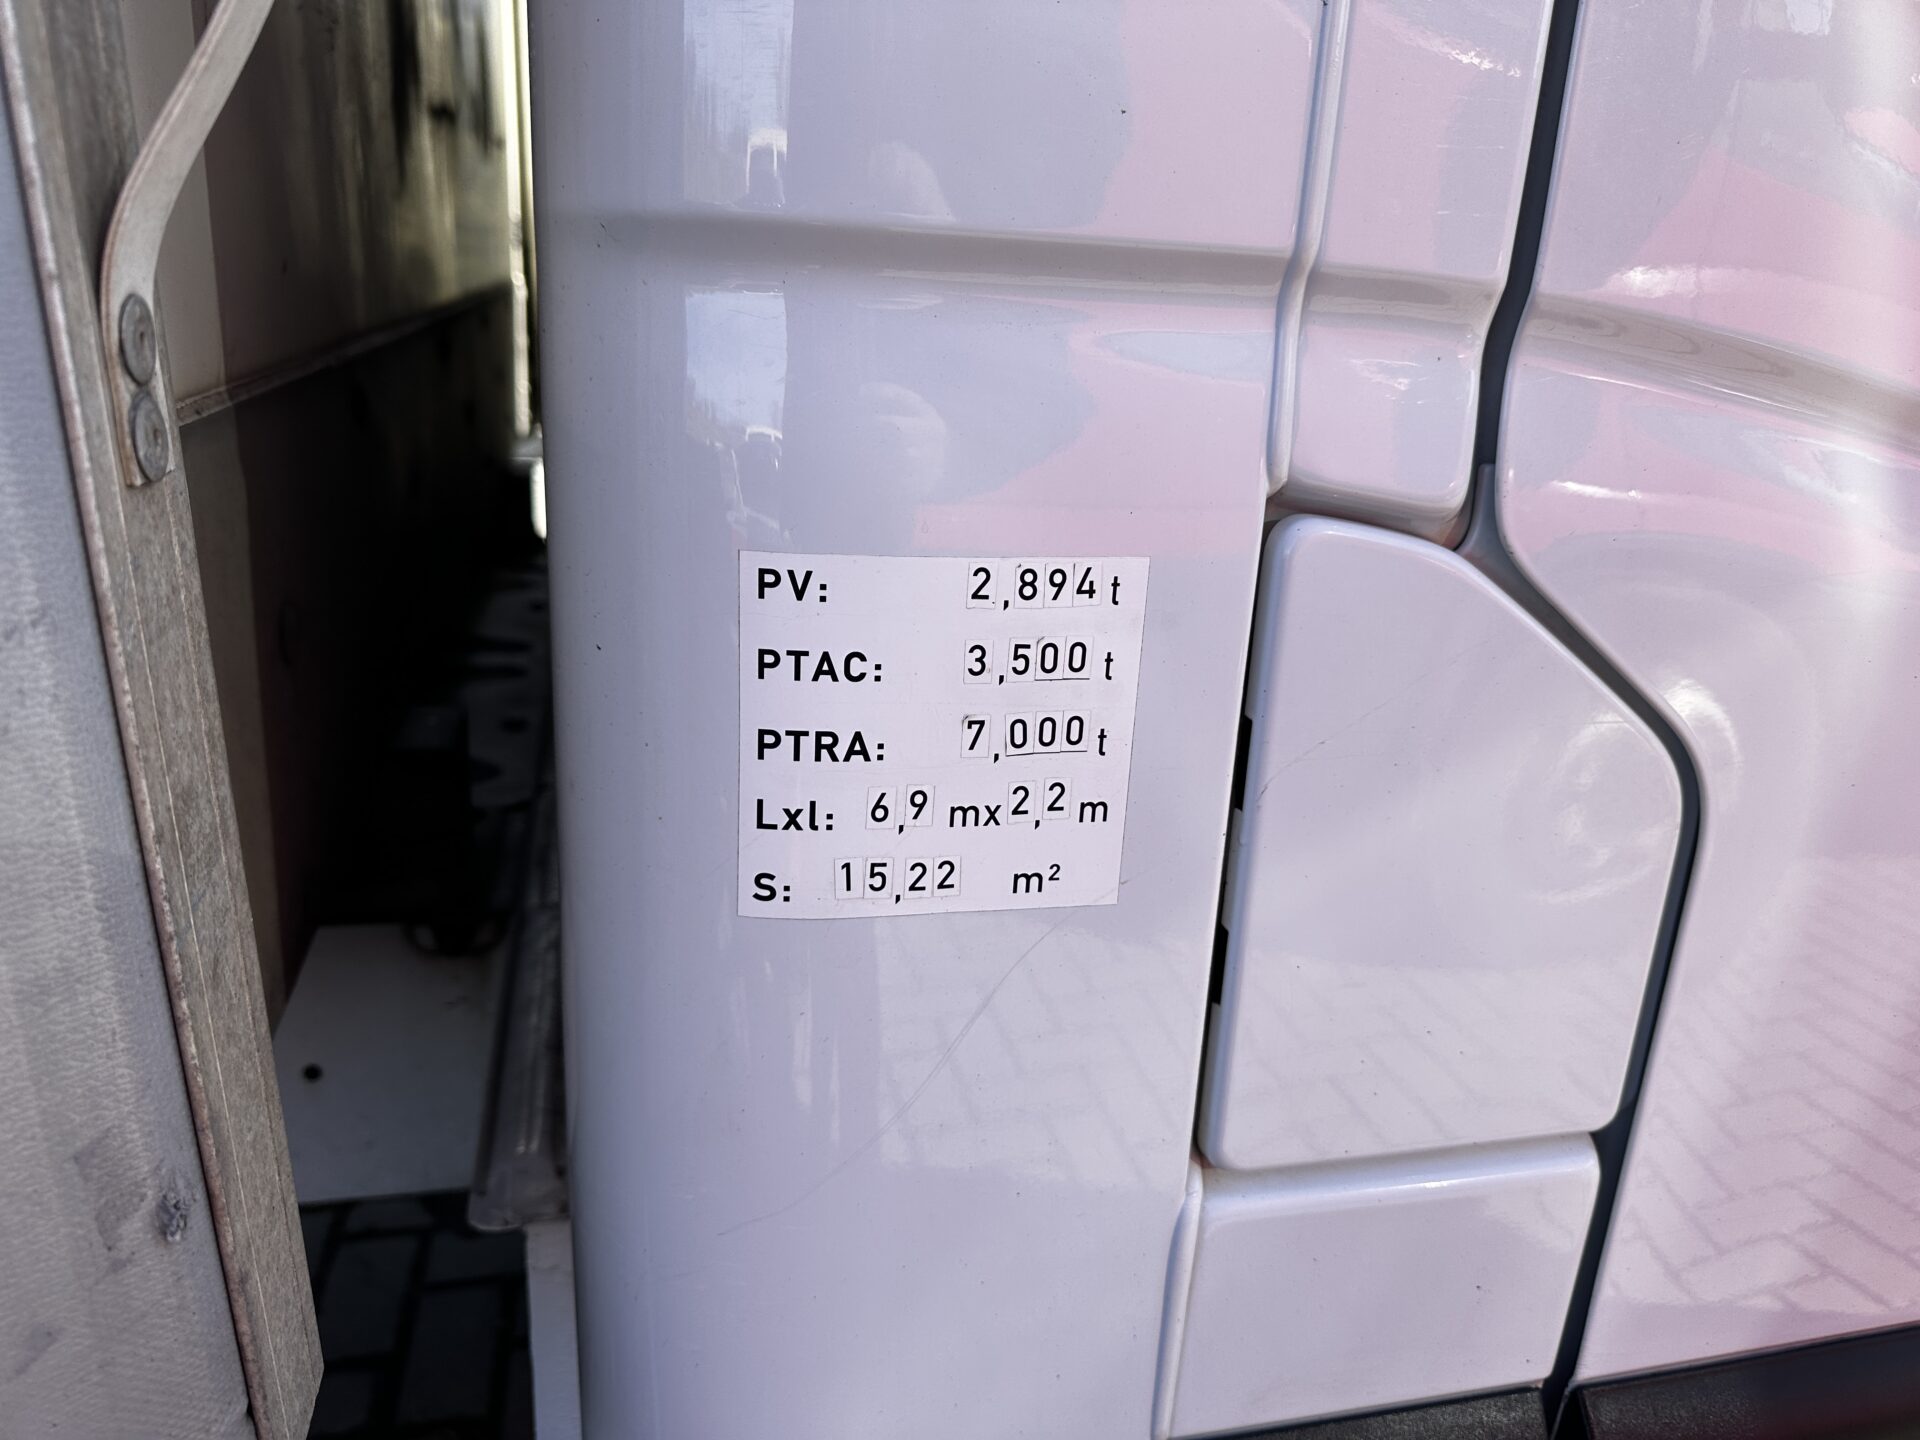 PV: 2,894 t
PTAC: 3,500 t
PTRA: 7,000 t
Lxl: 6,9 mx2,2 m
S: 15,22 m²